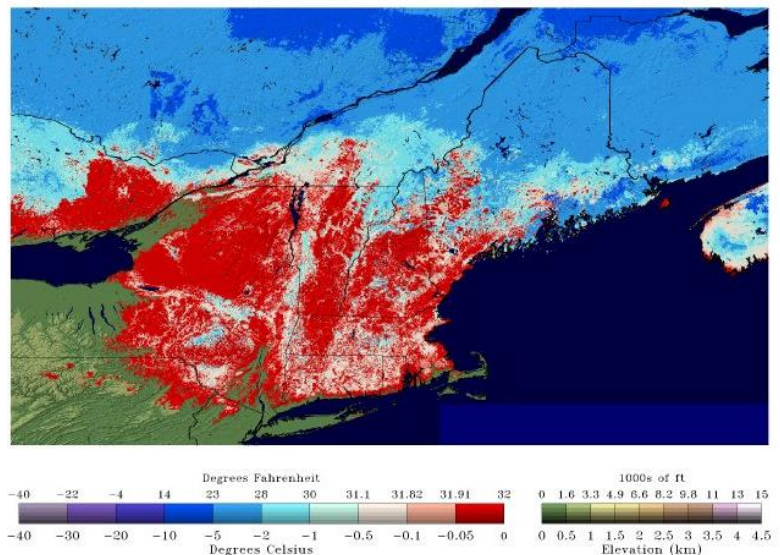 Degrees Fahrenheit
-40 -22 -4 14 23 28 30 31.1 31.82 31.91 32
-40 -30 -20 -10 -5 -2 -1 -0.5 -0.1 -0.05 0
Degrees Celsius
1000s of ft
0 1.6 3.3 4.9 6.6 8.2 9.8 11 13 15
0 0.5 1 1.5 2 2.5 3 3.5 4 4.5
Elevation (km)